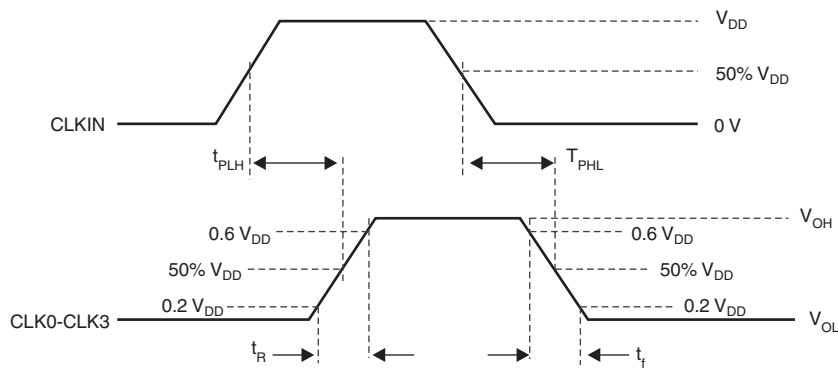 V_DD
50% V_DD
CLKIN
0 V
t_PLH
T_PHL
V_OH
0.6 V_DD
0.6 V_DD
50% V_DD
50% V_DD
0.2 V_DD
0.2 V_DD
CLK0-CLK3
V_OL
t_R
t_f